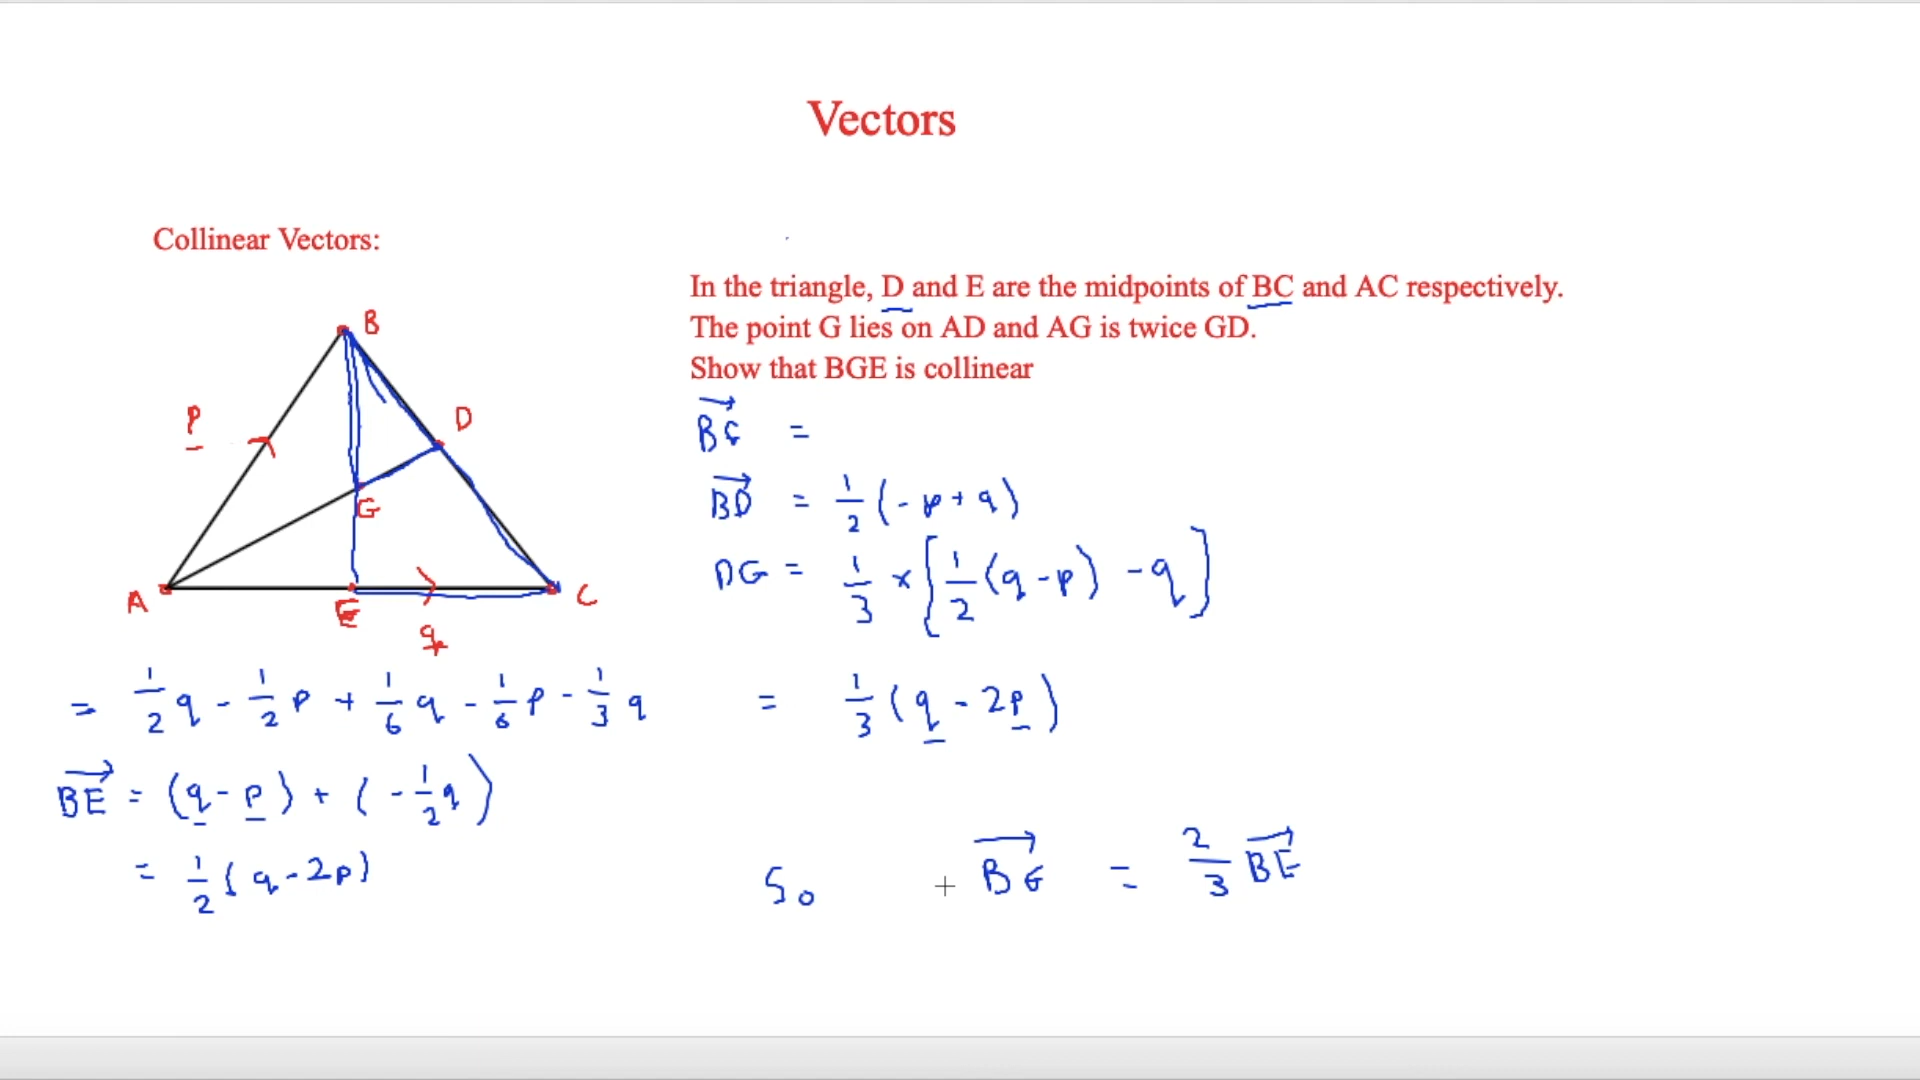 Vectors
Collinear Vectors:
In the triangle, D and E are the midpoints of BC and AC respectively.
The point G lies on AD and AG is twice GD.
Show that BGE is collinear
B
P
D
G
A
E
C
q
BG =
BD = 1/2 (-p + q)
DG = 1/3 × [1/2 (q - p) - q]
= 1/2 q - 1/2 p + 1/6 q - 1/6 p - 1/3 q
= 1/3 (q - 2p)
BE = (q - p) + (-1/2 q)
= 1/2 (q - 2p)
So BG = 2/3 BE